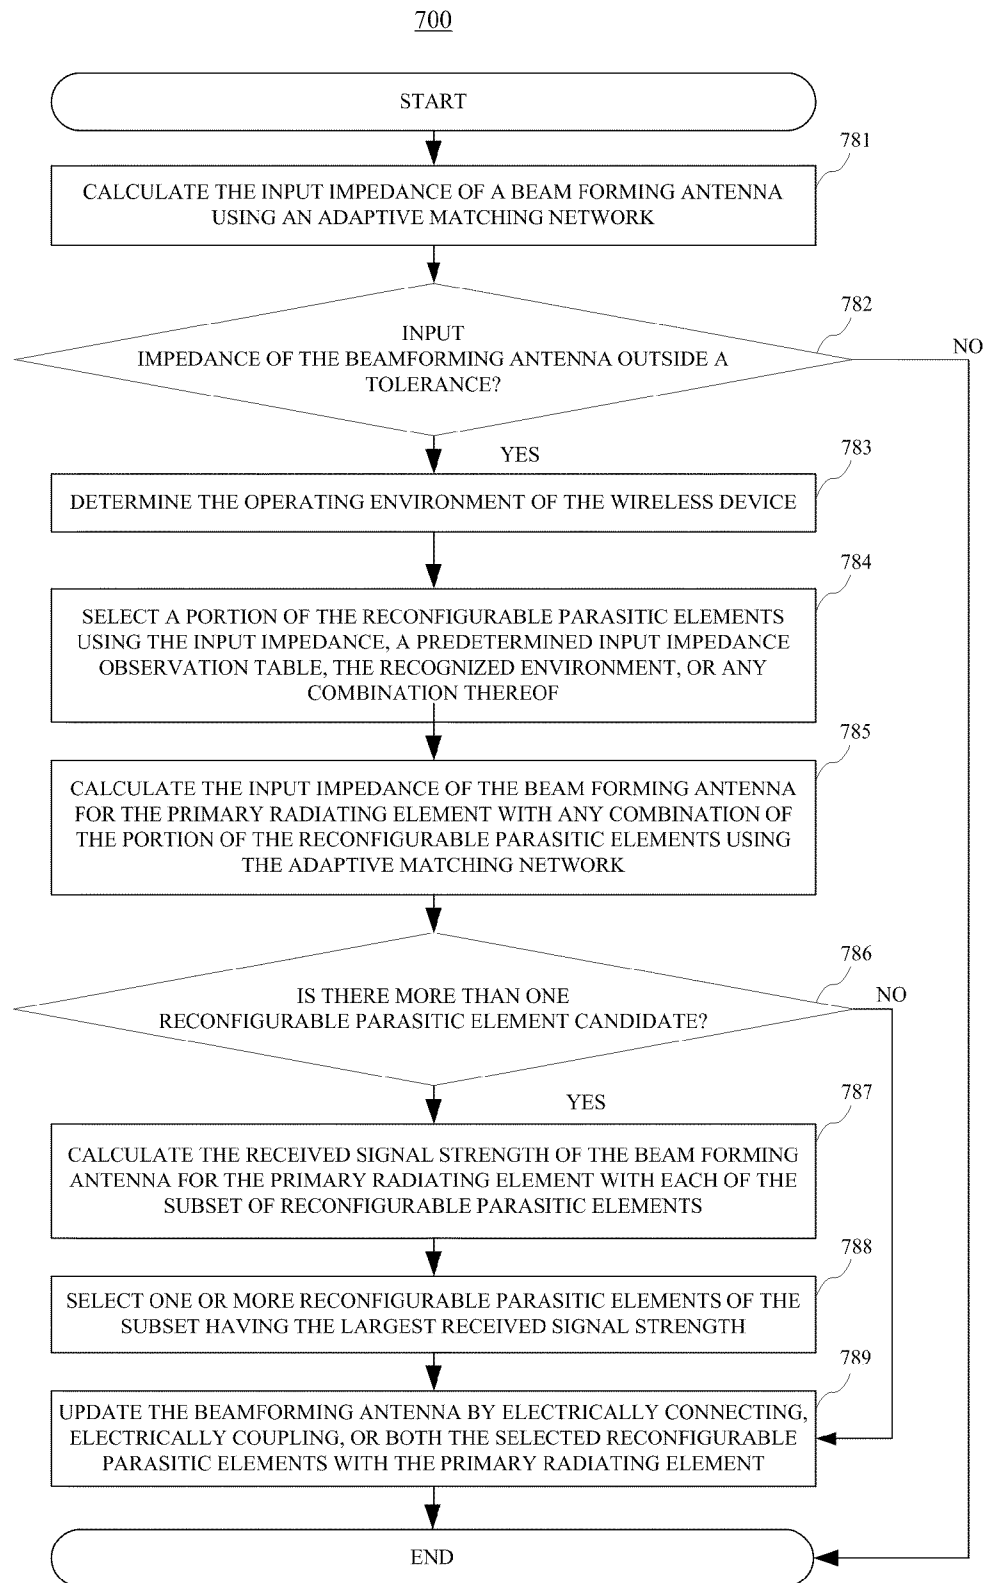 700
START
781
CALCULATE THE INPUT IMPEDANCE OF A BEAM FORMING ANTENNA
USING AN ADAPTIVE MATCHING NETWORK
782
INPUT
IMPEDANCE OF THE BEAMFORMING ANTENNA OUTSIDE A
TOLERANCE?
NO
YES
783
DETERMINE THE OPERATING ENVIRONMENT OF THE WIRELESS DEVICE
784
SELECT A PORTION OF THE RECONFIGURABLE PARASITIC ELEMENTS
USING THE INPUT IMPEDANCE, A PREDETERMINED INPUT IMPEDANCE
OBSERVATION TABLE, THE RECOGNIZED ENVIRONMENT, OR ANY
COMBINATION THEREOF
785
CALCULATE THE INPUT IMPEDANCE OF THE BEAM FORMING ANTENNA
FOR THE PRIMARY RADIATING ELEMENT WITH ANY COMBINATION OF
THE PORTION OF THE RECONFIGURABLE PARASITIC ELEMENTS USING
THE ADAPTIVE MATCHING NETWORK
786
IS THERE MORE THAN ONE
RECONFIGURABLE PARASITIC ELEMENT CANDIDATE?
NO
YES
787
CALCULATE THE RECEIVED SIGNAL STRENGTH OF THE BEAM FORMING
ANTENNA FOR THE PRIMARY RADIATING ELEMENT WITH EACH OF THE
SUBSET OF RECONFIGURABLE PARASITIC ELEMENTS
788
SELECT ONE OR MORE RECONFIGURABLE PARASITIC ELEMENTS OF THE
SUBSET HAVING THE LARGEST RECEIVED SIGNAL STRENGTH
789
UPDATE THE BEAMFORMING ANTENNA BY ELECTRICALLY CONNECTING,
ELECTRICALLY COUPLING, OR BOTH THE SELECTED RECONFIGURABLE
PARASITIC ELEMENTS WITH THE PRIMARY RADIATING ELEMENT
END